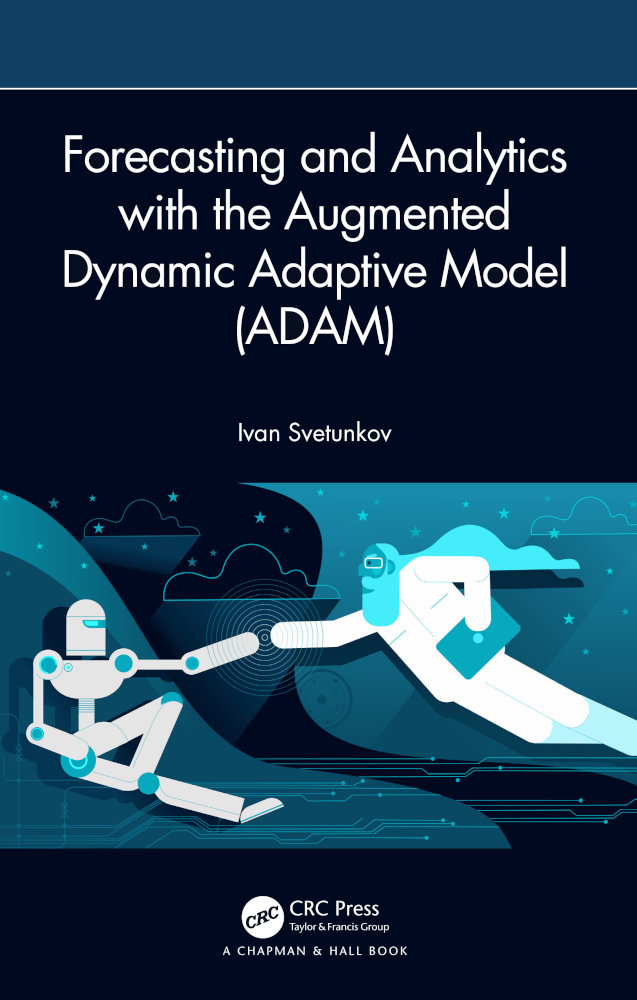 Forecasting and Analytics
with the Augmented
Dynamic Adaptive Model
(ADAM)
Ivan Svetunkov
CRC
CRC Press
Taylor & Francis Group
A CHAPMAN & HALL BOOK